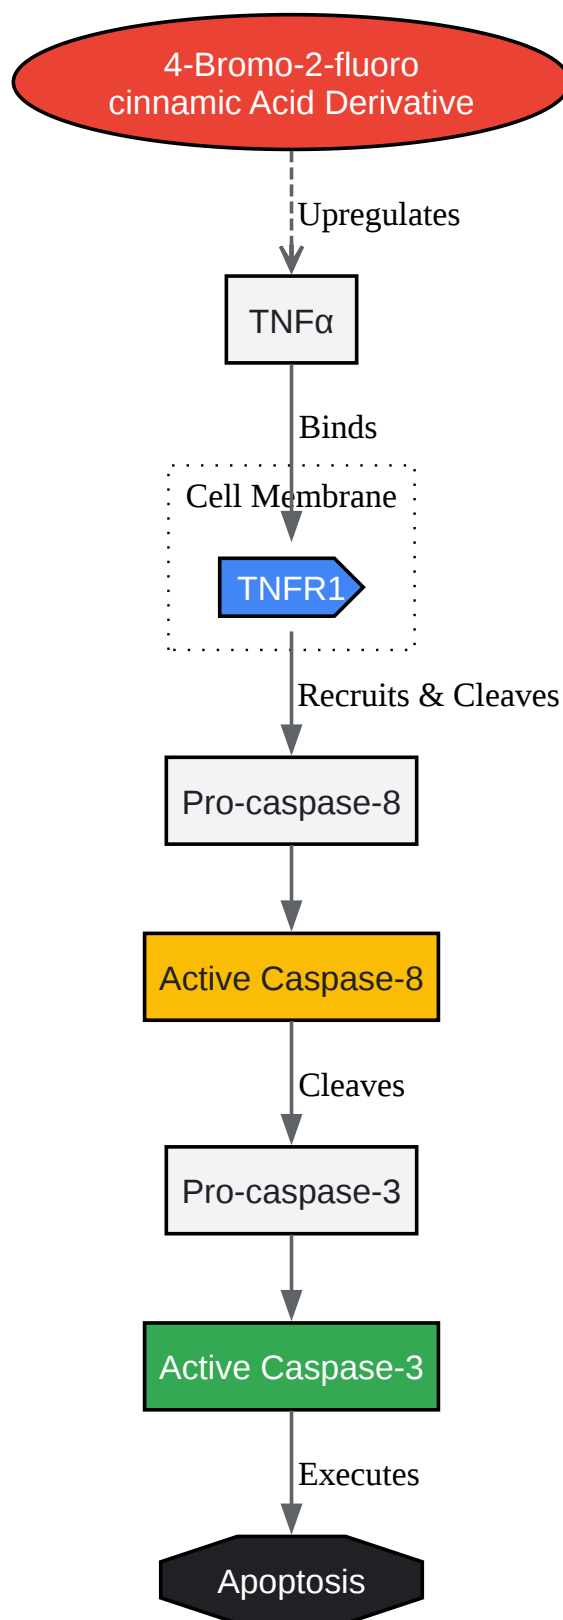 4-Bromo-2-fluoro
cinnamic Acid Derivative
Upregulates
TNFα
Binds
Cell Membrane
TNFR1
Recruits & Cleaves
Pro-caspase-8
Active Caspase-8
Cleaves
Pro-caspase-3
Active Caspase-3
Executes
Apoptosis